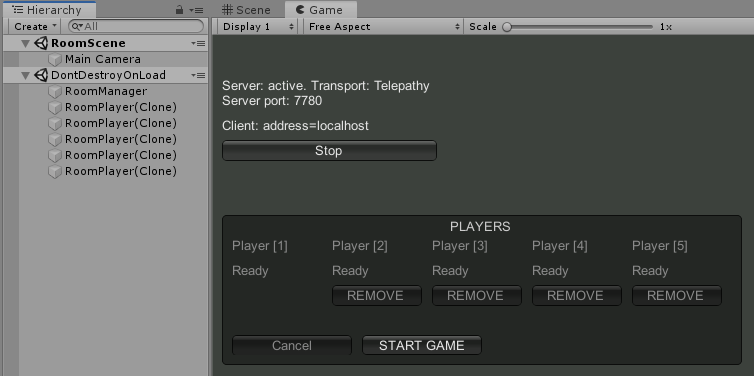 Hierarchy
Create
All
RoomScene
Main Camera
DontDestroyOnLoad
RoomManager
RoomPlayer(Clone)
RoomPlayer(Clone)
RoomPlayer(Clone)
RoomPlayer(Clone)
RoomPlayer(Clone)
Scene Game
Display 1 Free Aspect Scale 1x
Server: active. Transport: Telepathy
Server port: 7780
Client: address=localhost
Stop
PLAYERS
Player [1] Player [2] Player [3] Player [4] Player [5]
Ready Ready Ready Ready Ready
REMOVE REMOVE REMOVE REMOVE
Cancel START GAME